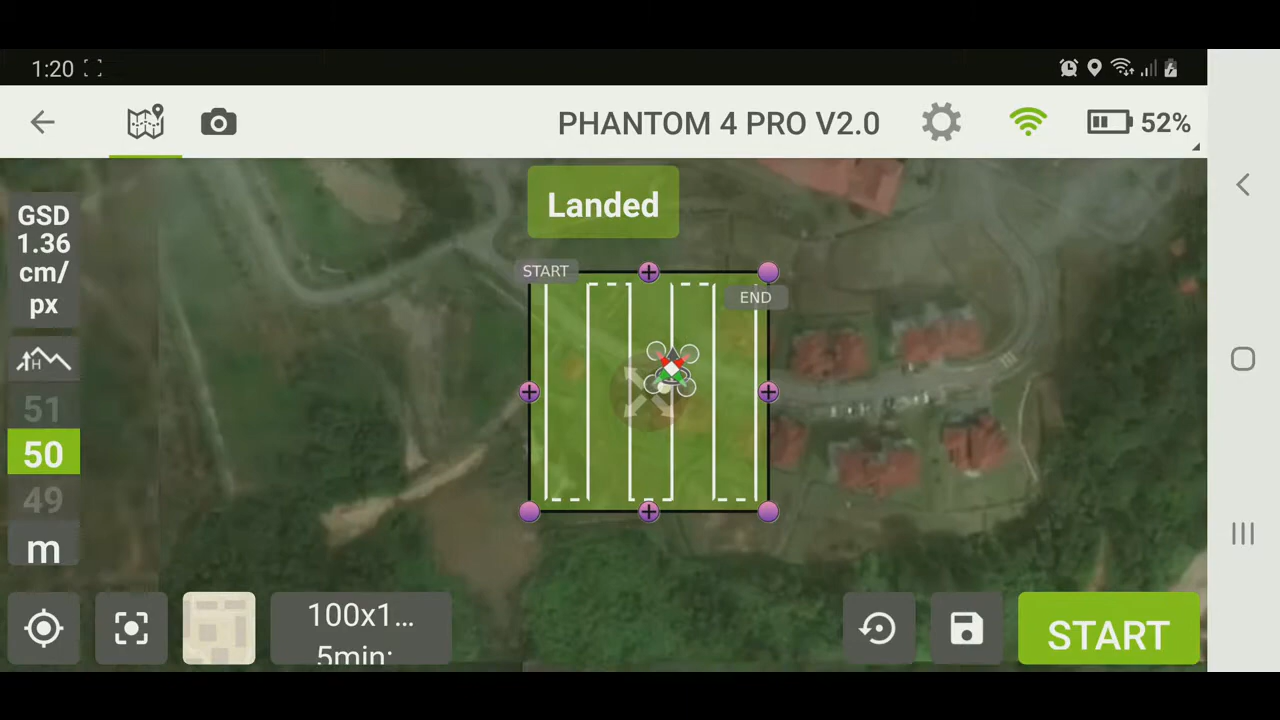 1:20
PHANTOM 4 PRO V2.0
52%
Landed
GSD
1.36
cm/
px
START
END
H
51
50
49
m
100x1...
5min:
START